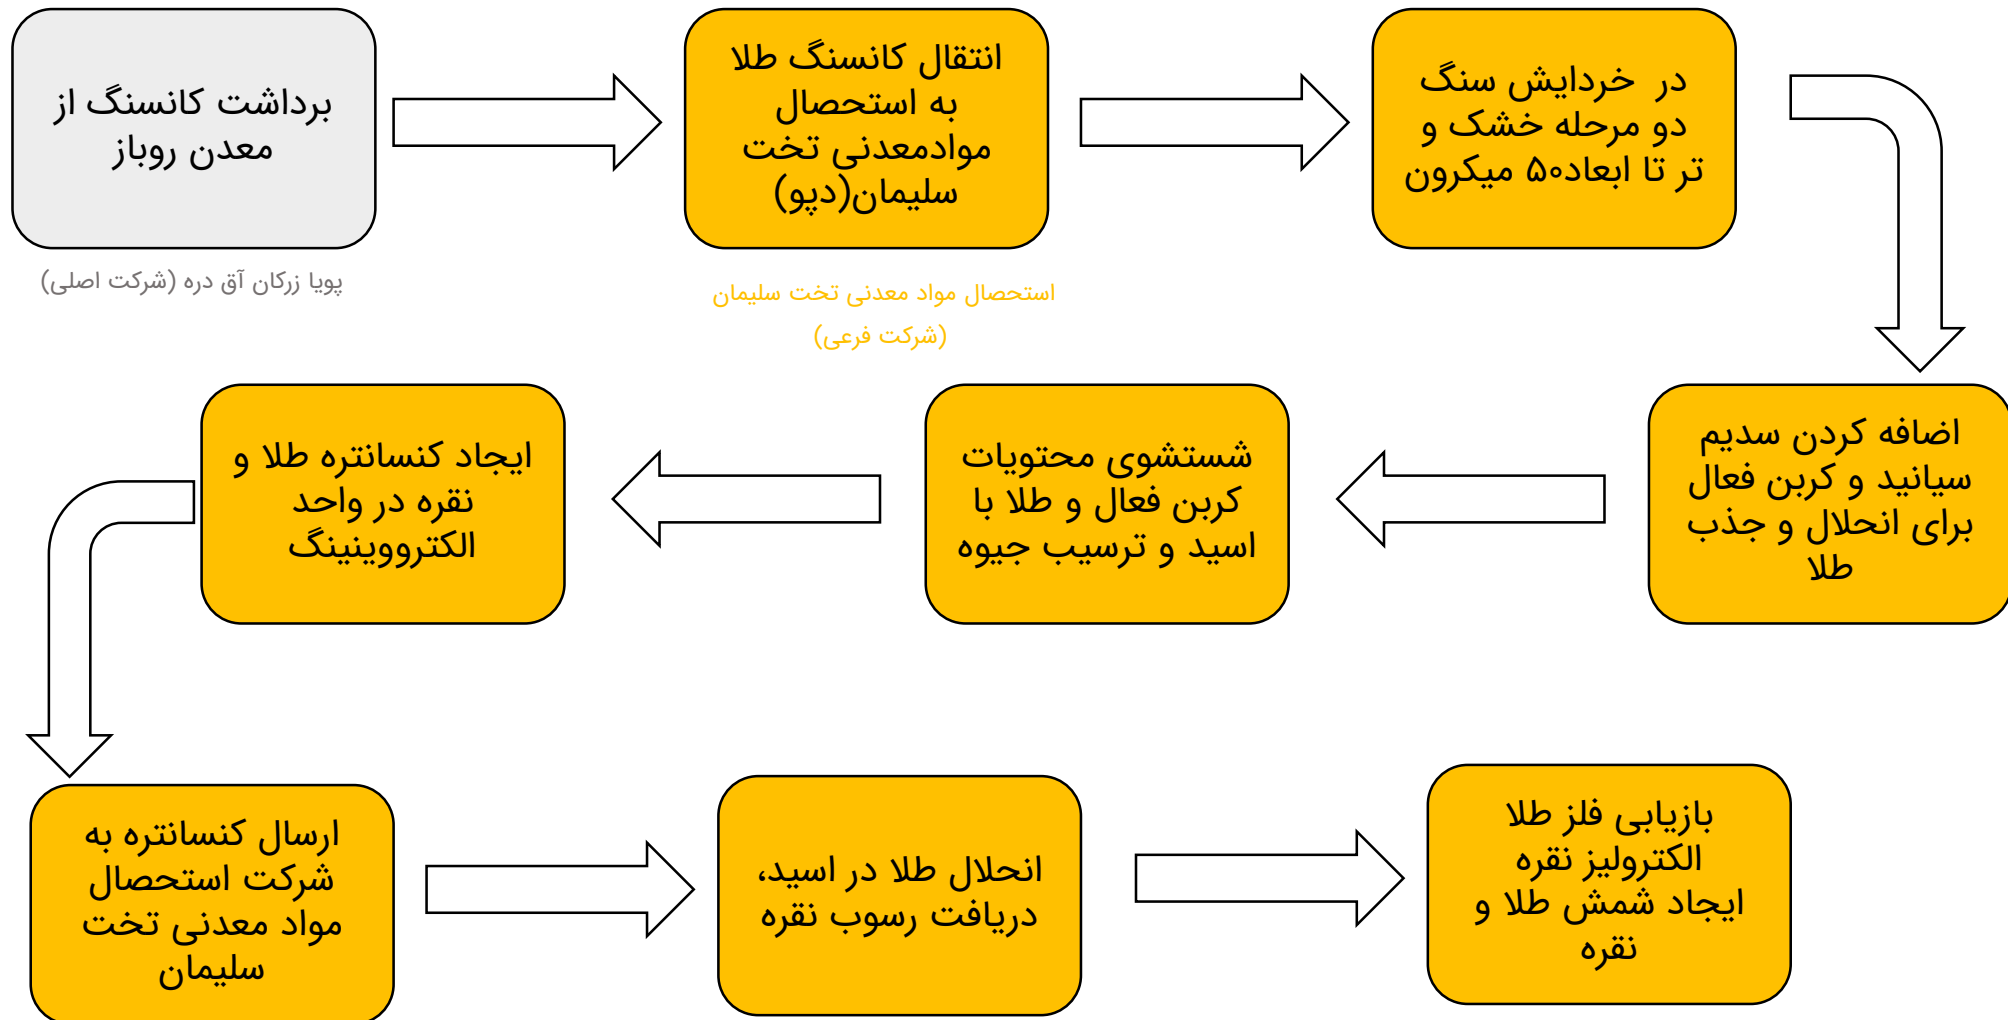 برداشت کانسنگ از
معدن روباز
پویا زرکان آق دره (شرکت اصلی)
انتقال کانسنگ طلا
به استحصال
موادمعدنی تخت
سلیمان(دپو)
استحصال مواد معدنی تخت سلیمان
(شرکت فرعی)
خردایش سنگ در
دو مرحله خشک و
تر تا ابعاد۵۰ میکرون
اضافه کردن سدیم
سیانید و کربن فعال
برای انحلال و جذب
طلا
شستشوی محتویات
کربن فعال و طلا با
اسید و ترسیب جیوه
ایجاد کنسانتره طلا و
نقره در واحد
الکترووینینگ
ارسال کنسانتره به
شرکت استحصال
مواد معدنی تخت
سلیمان
انحلال طلا در اسید،
دریافت رسوب نقره
بازیابی فلز طلا
الکترولیز نقره
ایجاد شمش طلا و
نقره